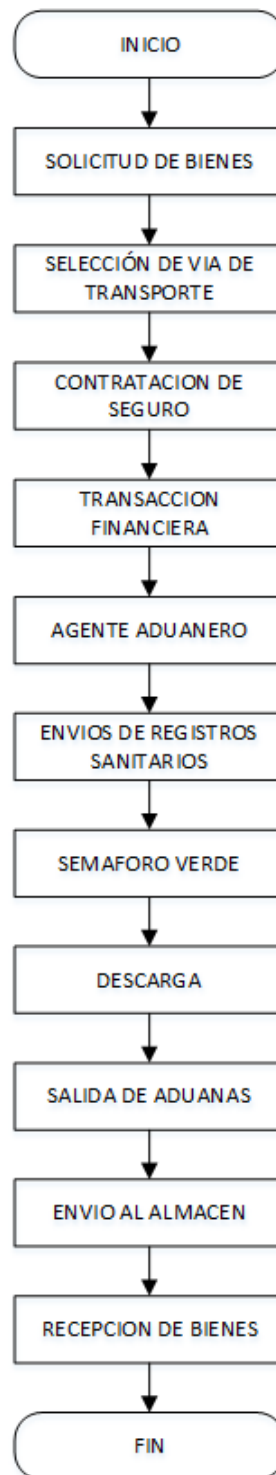 INICIO
SOLICITUD DE BIENES
SELECCIÓN DE VIA DE
TRANSPORTE
CONTRATACION DE
SEGURO
TRANSACCION
FINANCIERA
AGENTE ADUANERO
ENVIOS DE REGISTROS
SANITARIOS
SEMAFORO VERDE
DESCARGA
SALIDA DE ADUANAS
ENVIO AL ALMACEN
RECEPCION DE BIENES
FIN